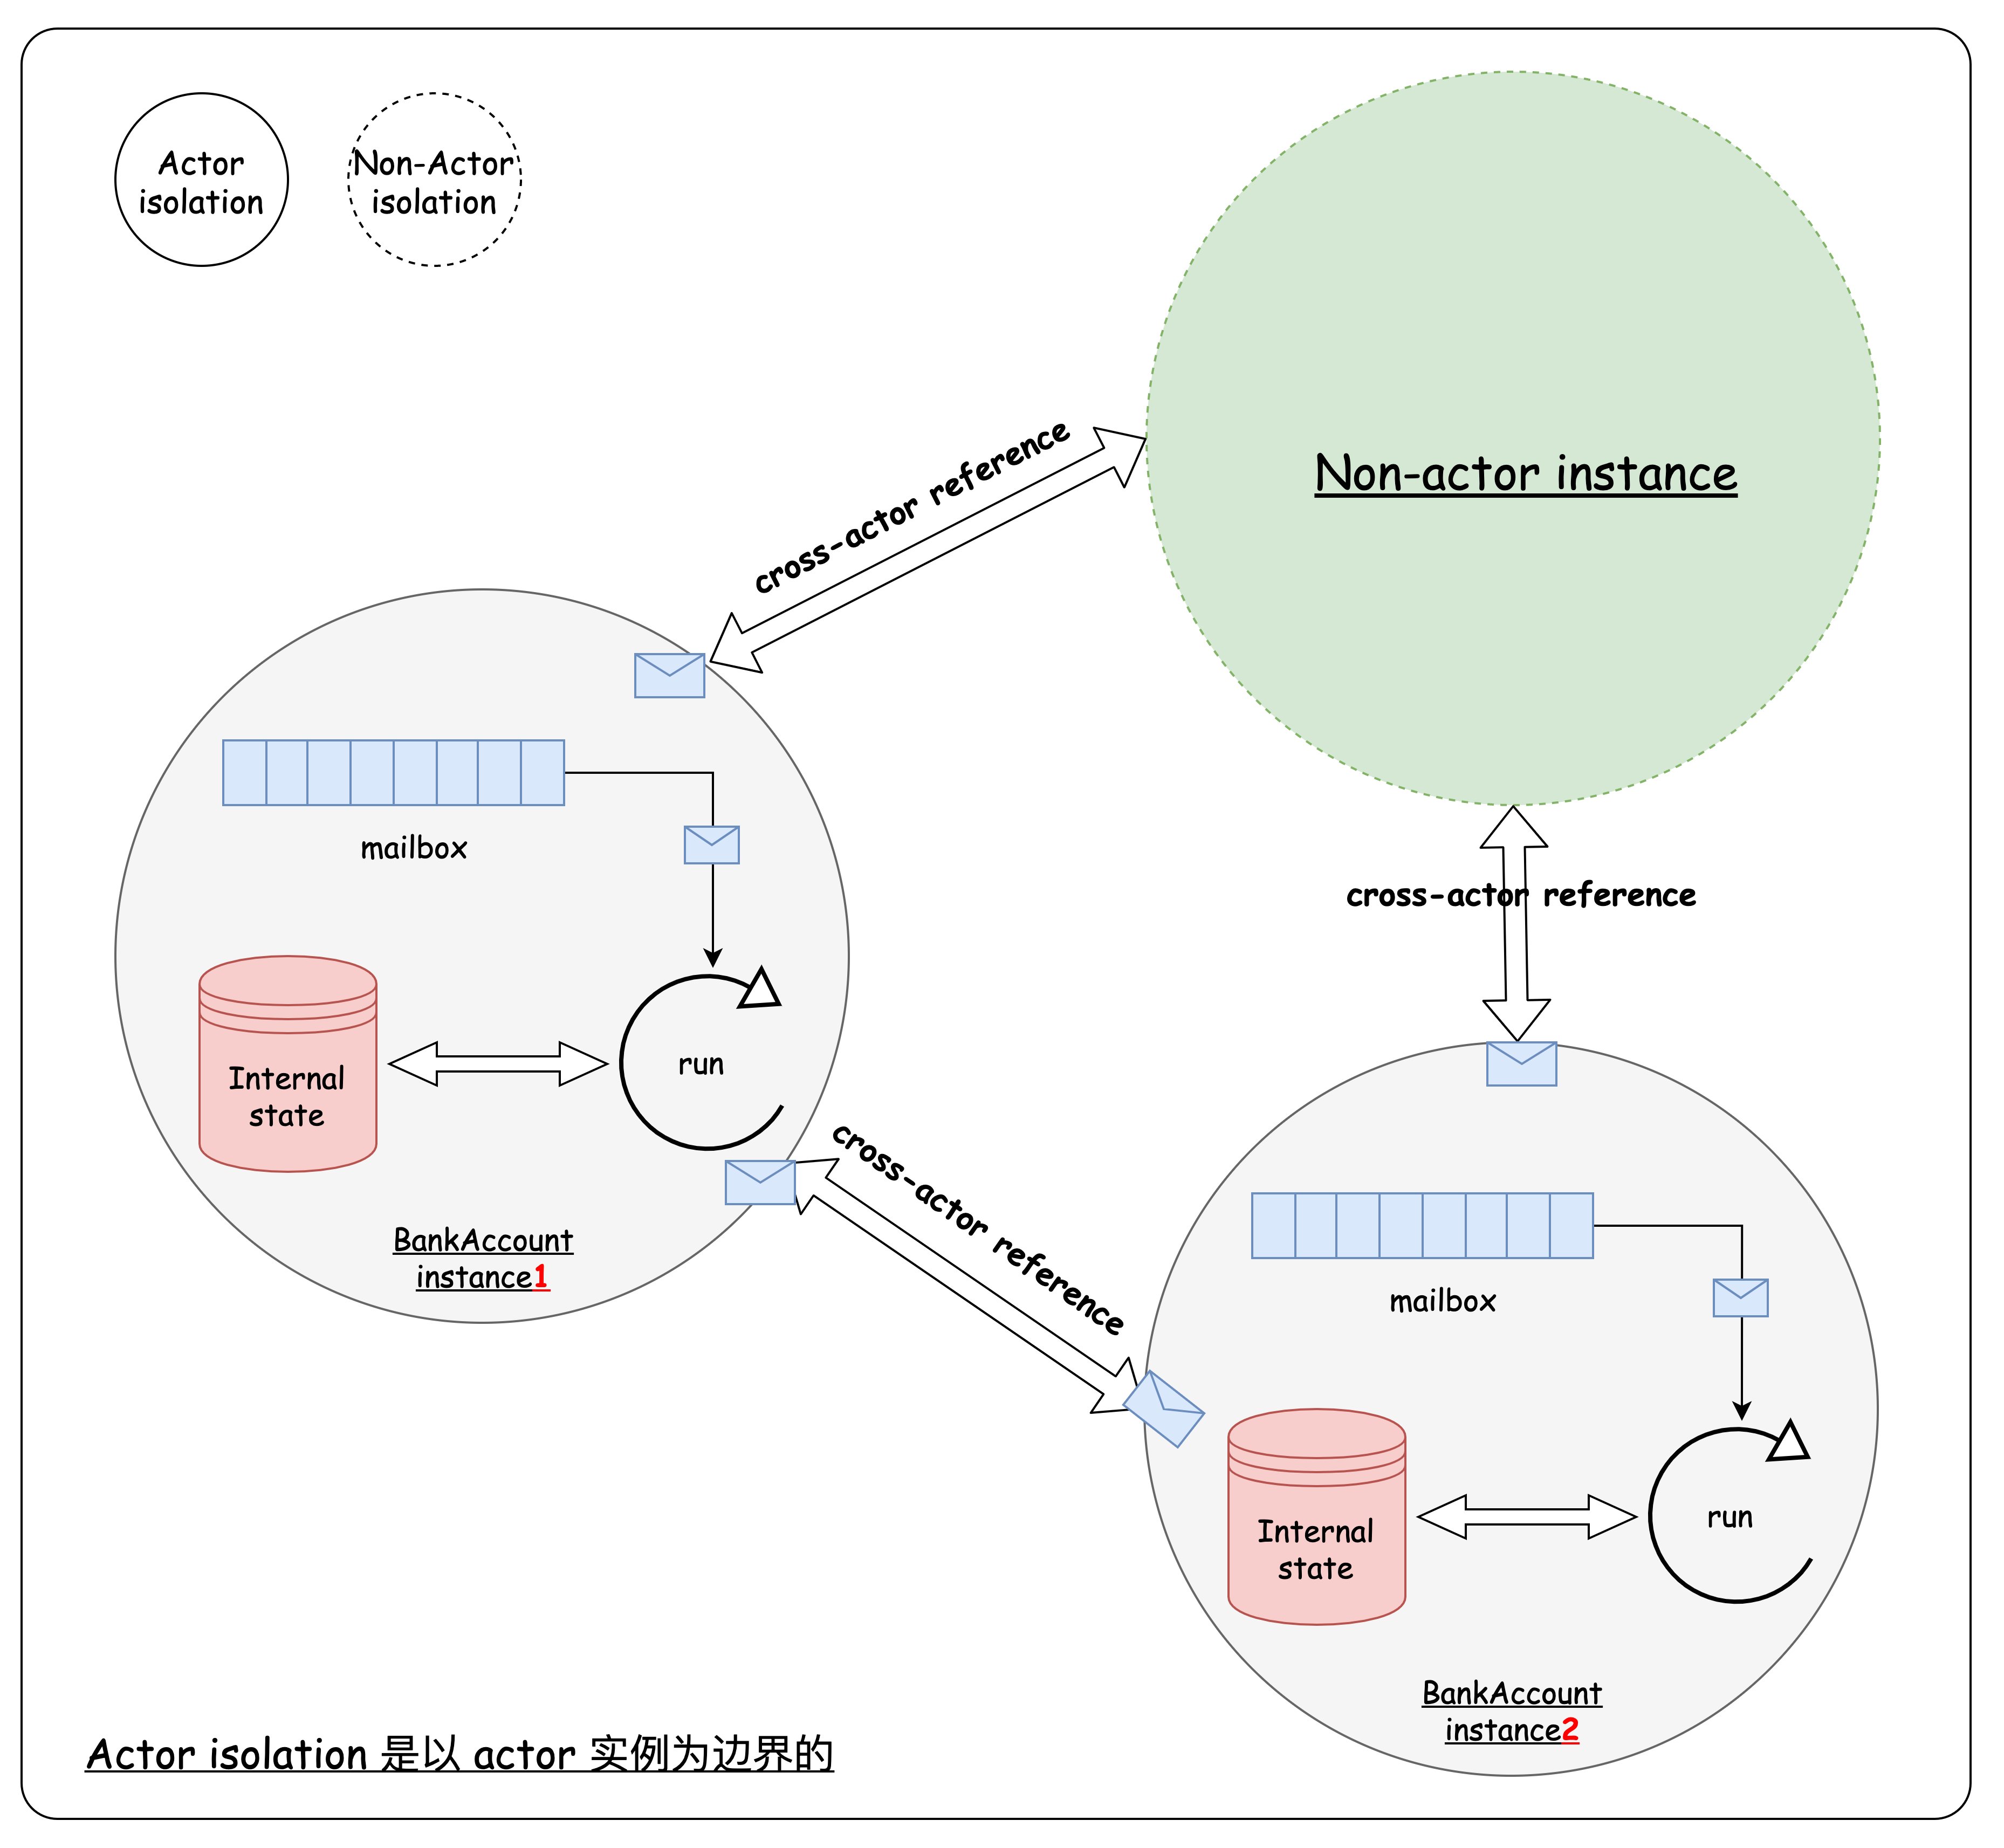 Actor
isolation
Non-Actor
isolation
Non-actor instance
cross-actor reference
mailbox
Internal
state
run
BankAccount
instance1
cross-actor reference
cross-actor reference
mailbox
Internal
state
run
BankAccount
instance2
Actor isolation 是以 actor 实例为边界的